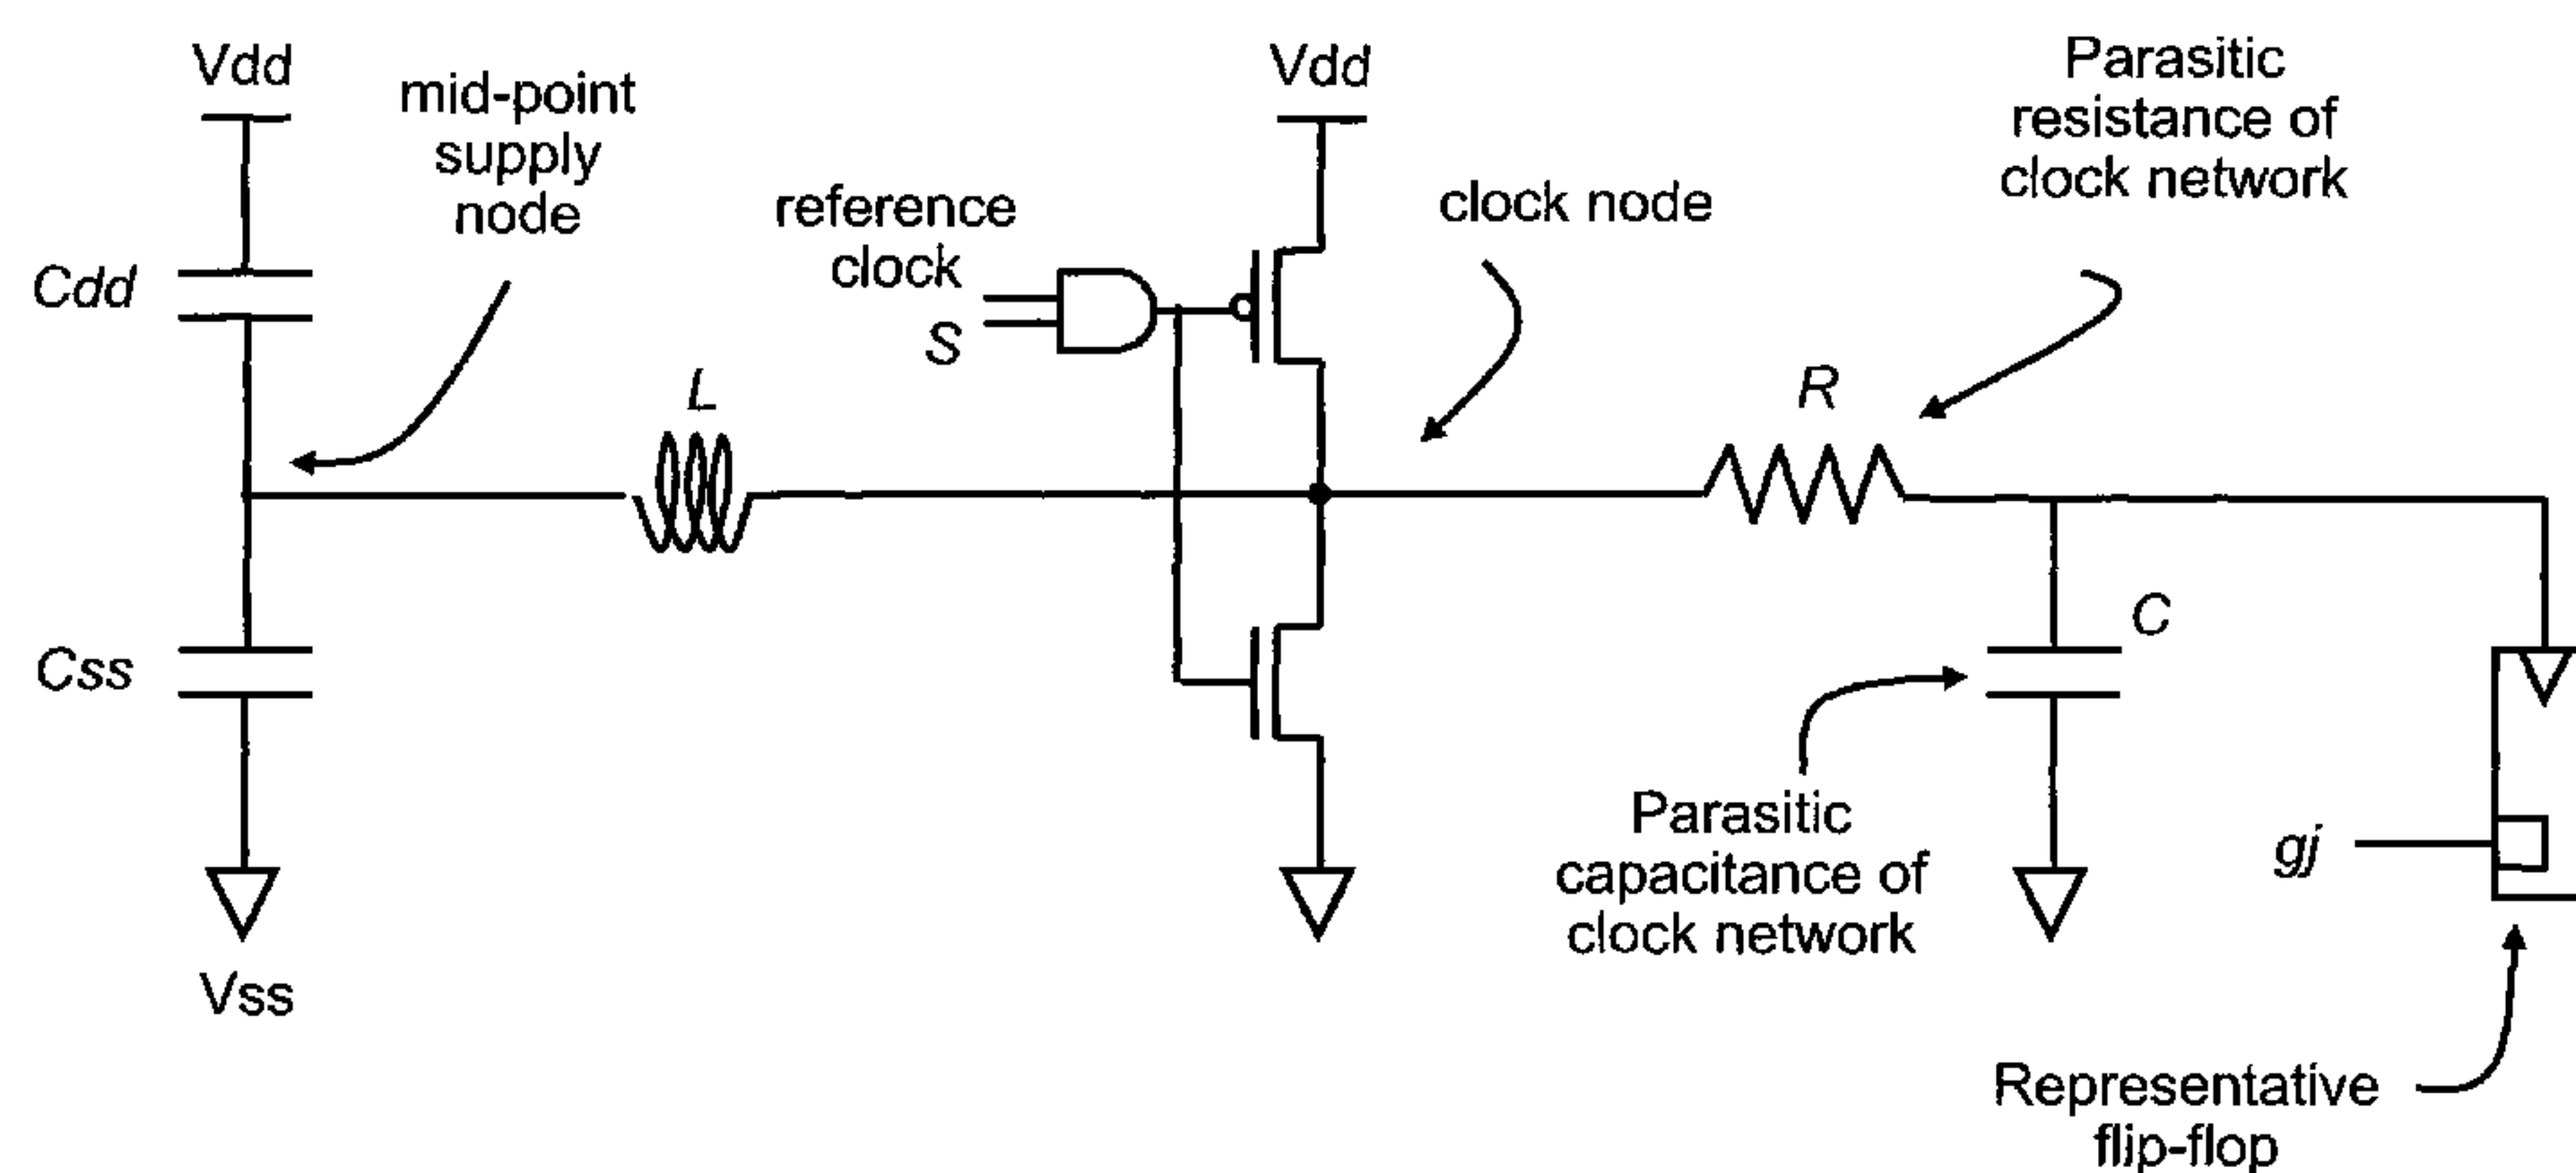 Vdd
mid-point
supply
node
Cdd
Css
Vss
L
reference
clock
S
Vdd
clock node
Parasitic
resistance of
clock network
R
C
Parasitic
capacitance of
clock network
gj
Representative
flip-flop